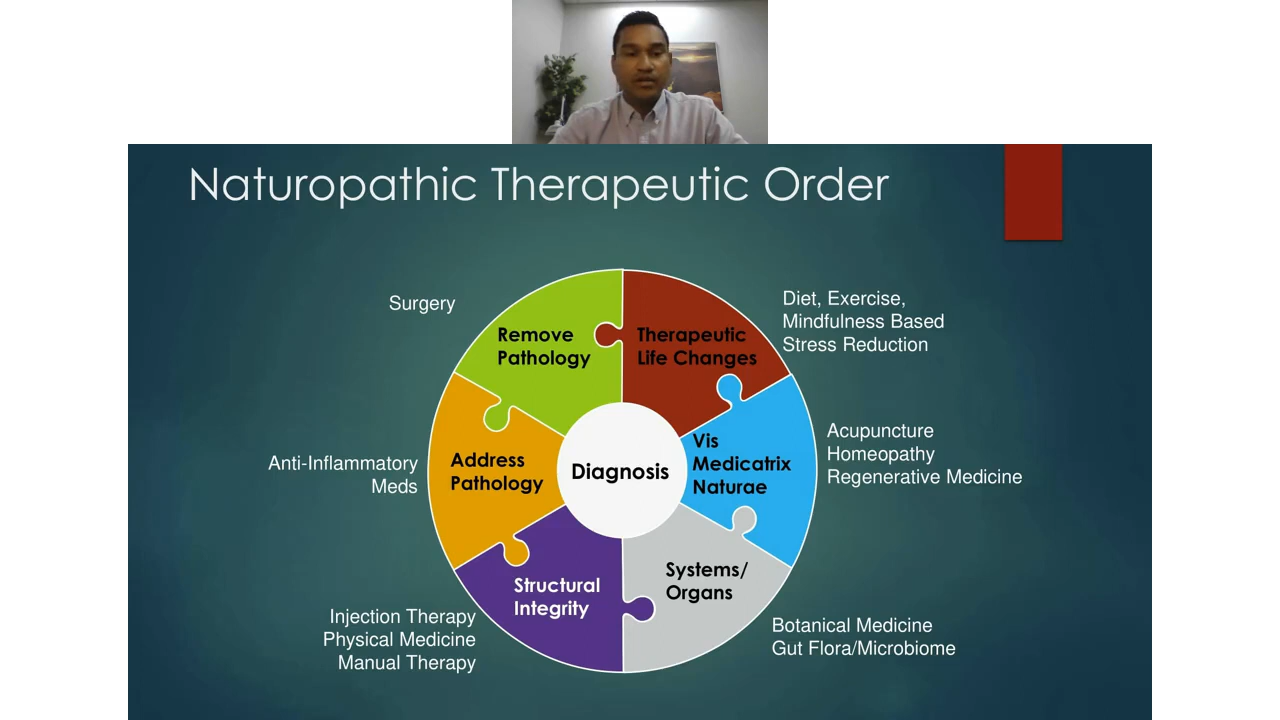 Naturopathic Therapeutic Order
Surgery
Remove
Pathology
Therapeutic
Life Changes
Diet, Exercise,
Mindfulness Based
Stress Reduction
Anti-Inflammatory
Meds
Address
Pathology
Diagnosis
Vis
Medicatrix
Naturae
Acupuncture
Homeopathy
Regenerative Medicine
Injection Therapy
Physical Medicine
Manual Therapy
Structural
Integrity
Systems/
Organs
Botanical Medicine
Gut Flora/Microbiome